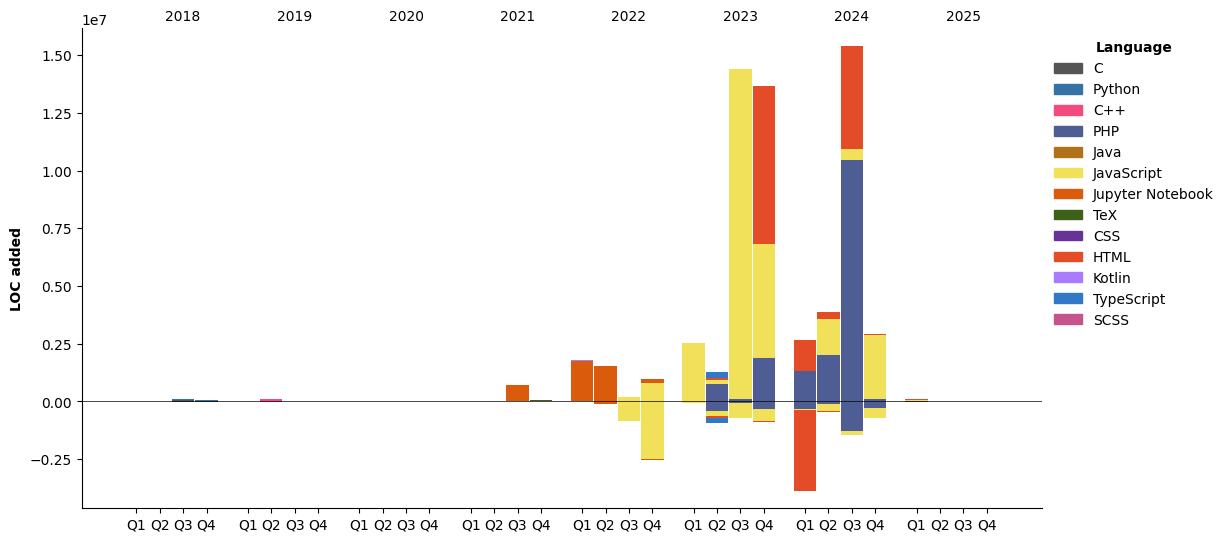 1e7
2018 2019 2020 2021 2022 2023 2024 2025
1.50
1.25
1.00
0.75
0.50
0.25
0.00
−0.25
LOC added
Q1 Q2 Q3 Q4 Q1 Q2 Q3 Q4 Q1 Q2 Q3 Q4 Q1 Q2 Q3 Q4 Q1 Q2 Q3 Q4 Q1 Q2 Q3 Q4 Q1 Q2 Q3 Q4 Q1 Q2 Q3 Q4
Language
C
Python
C++
PHP
Java
JavaScript
Jupyter Notebook
TeX
CSS
HTML
Kotlin
TypeScript
SCSS